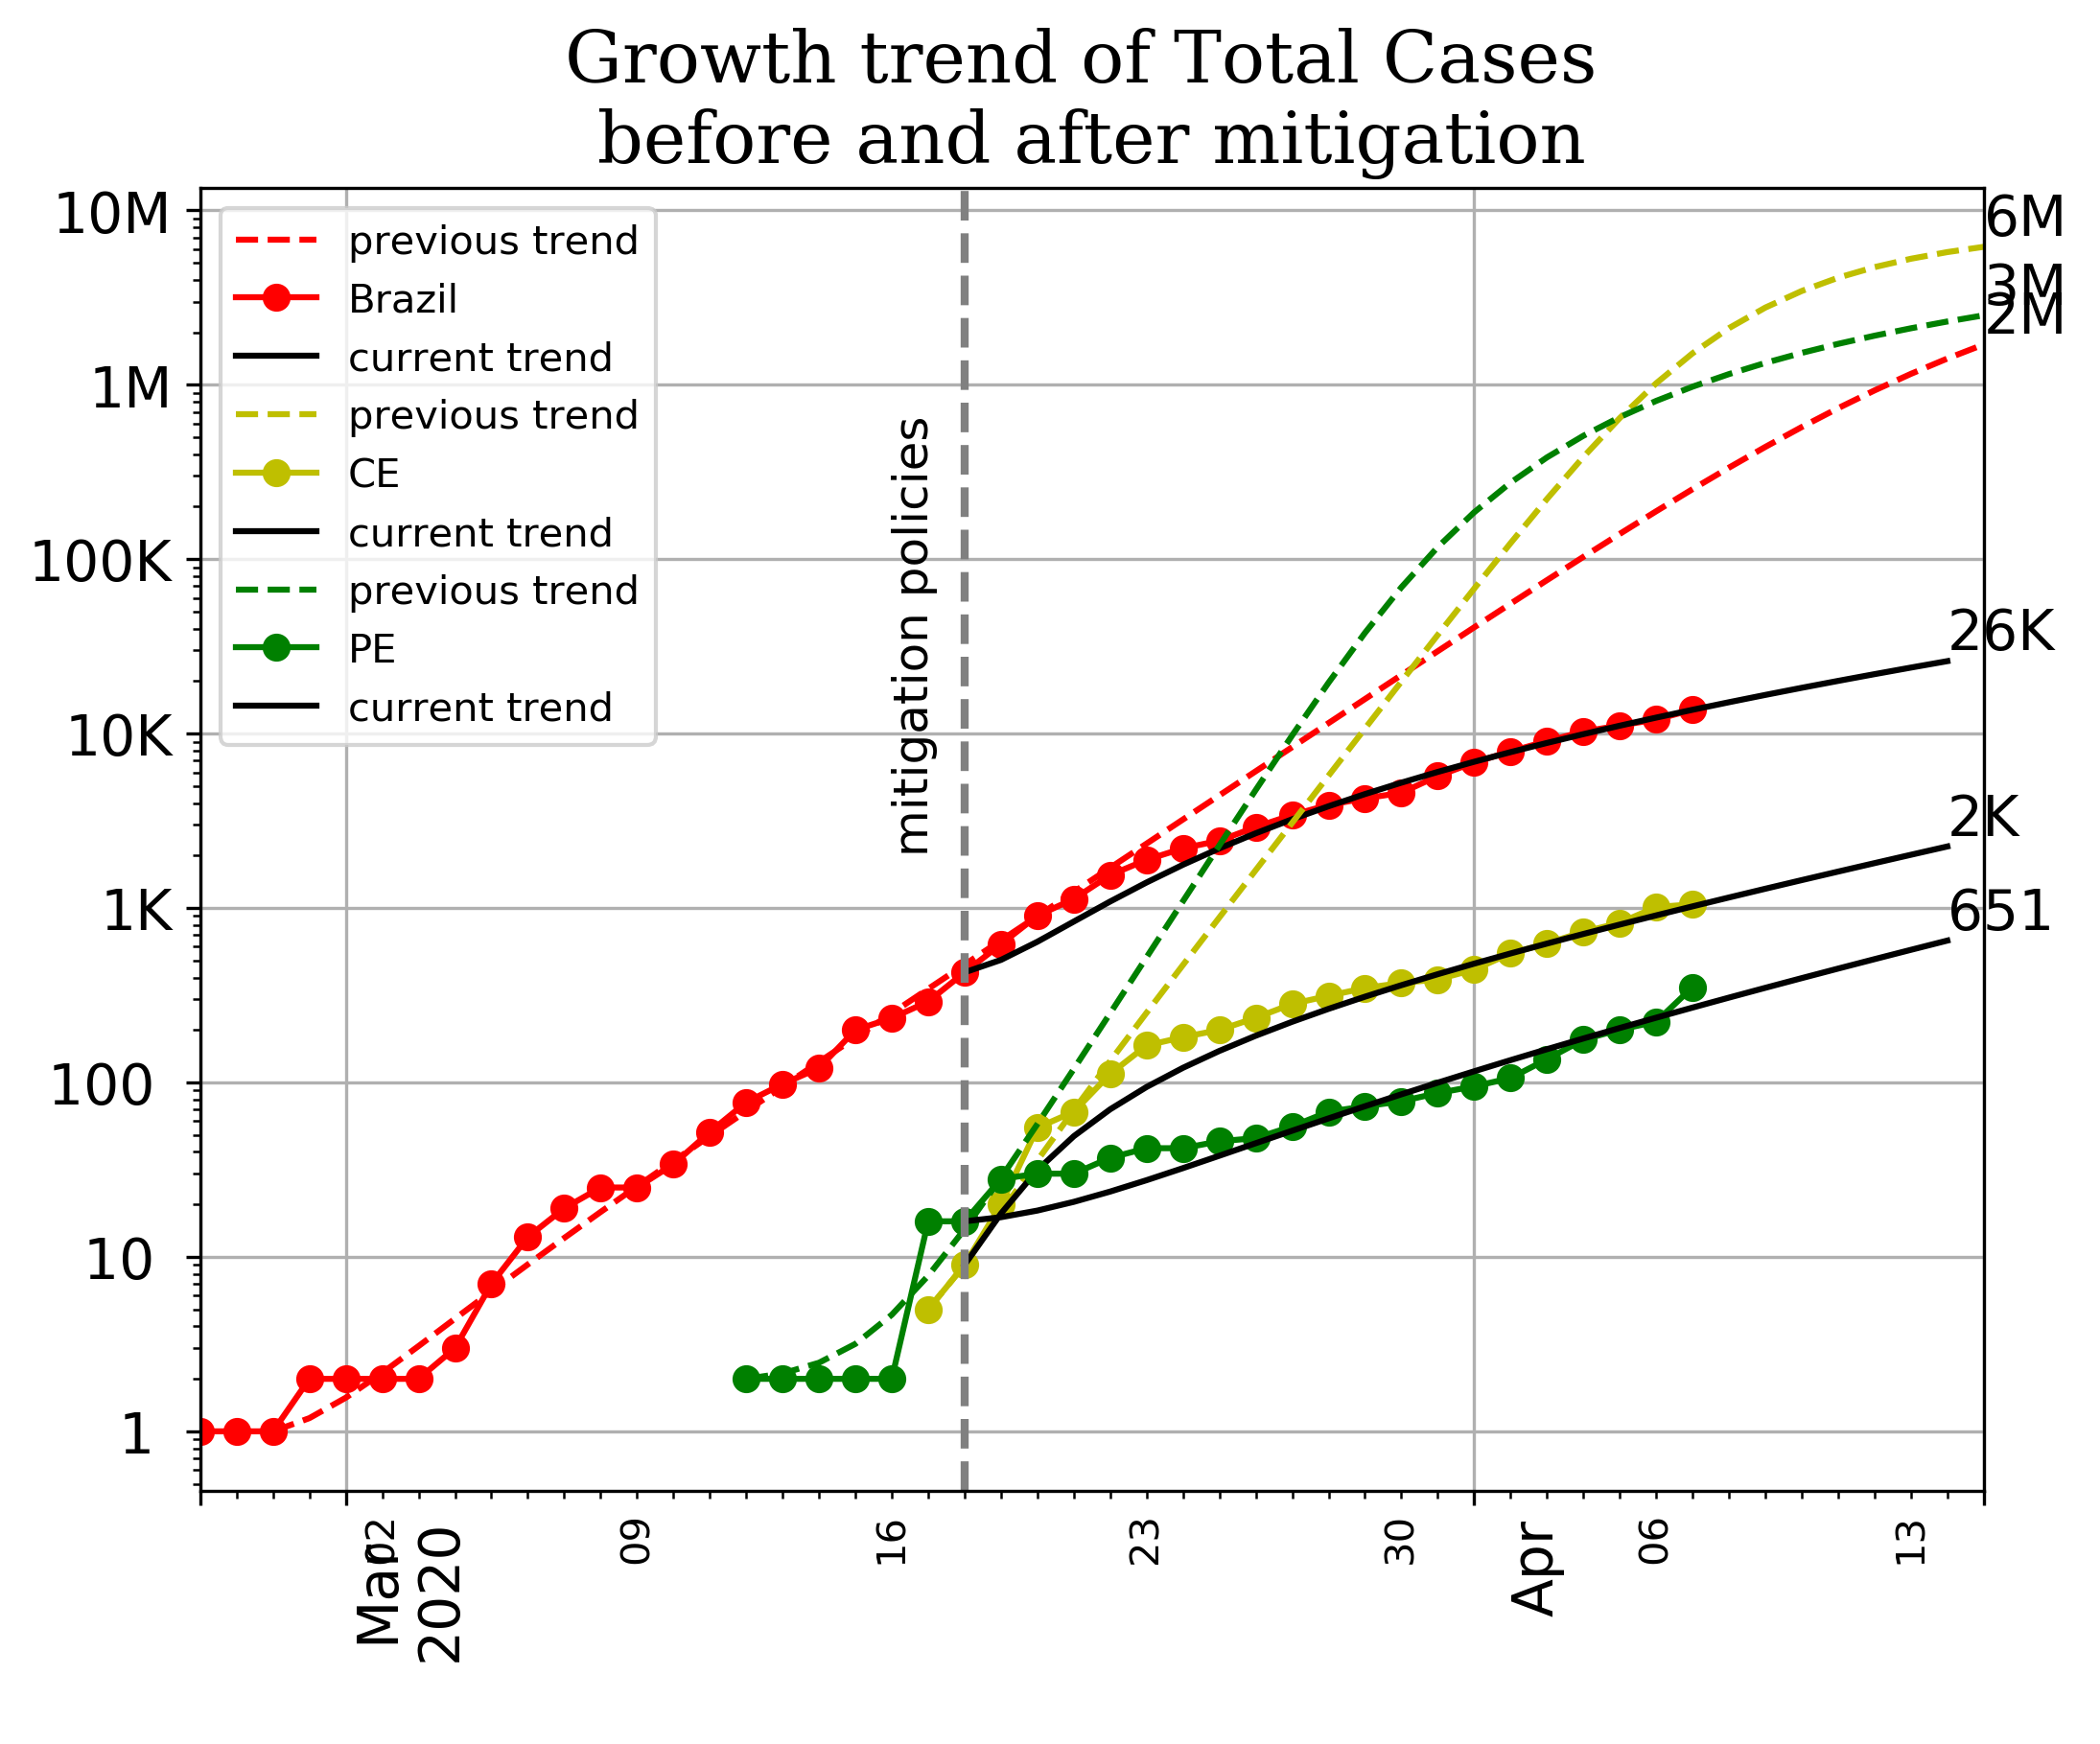 Growth trend of Total Cases
before and after mitigation
10M
1M
100K
10K
1K
100
10
1
previous trend
Brazil
current trend
previous trend
CE
current trend
previous trend
PE
current trend
mitigation policies
6M
3M
2M
26K
2K
651
02
09
16
23
30
06
13
Mar
2020
Apr